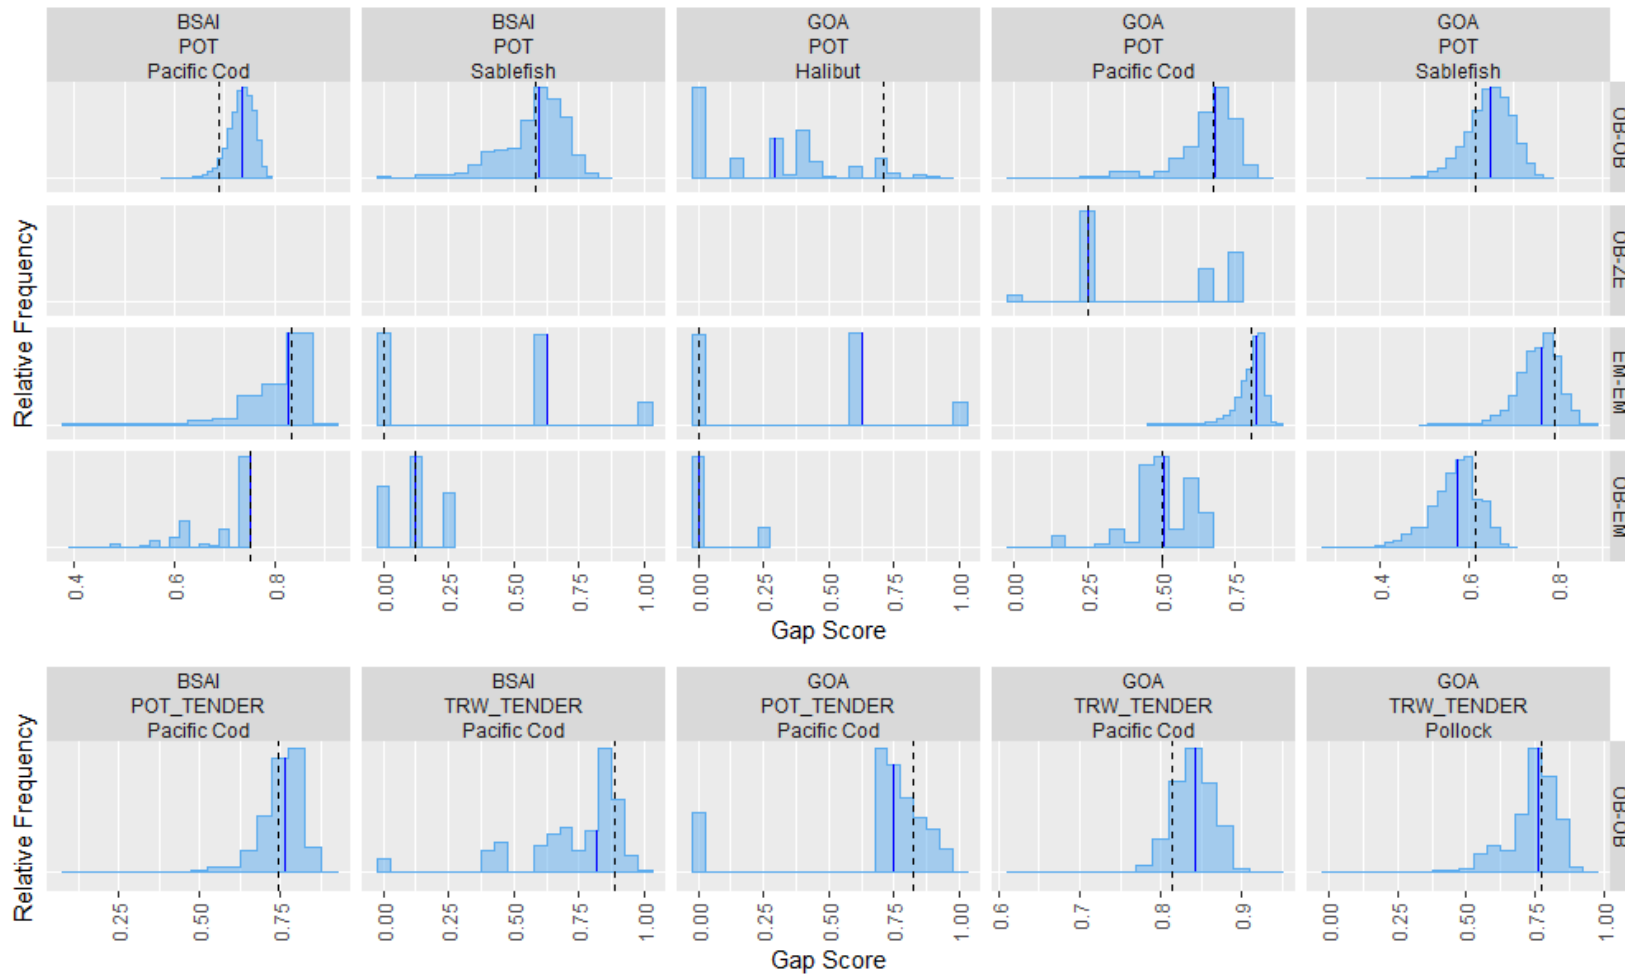 BSAI
POT
Pacific Cod
BSAI
POT
Sablefish
GOA
POT
Halibut
GOA
POT
Pacific Cod
GOA
POT
Sablefish
OB-OB
OB-ZE
EM-EM
OB-EM
Relative Frequency
0.4 0.6 0.8
0.00 0.25 0.50 0.75 1.00
0.00 0.25 0.50 0.75 1.00
0.00 0.25 0.50 0.75
0.4 0.6 0.8
Gap Score
BSAI
POT_TENDER
Pacific Cod
BSAI
TRW_TENDER
Pacific Cod
GOA
POT_TENDER
Pacific Cod
GOA
TRW_TENDER
Pacific Cod
GOA
TRW_TENDER
Pollock
OB-OB
Relative Frequency
0.25 0.50 0.75
0.00 0.25 0.50 0.75 1.00
0.00 0.25 0.50 0.75 1.00
0.6 0.7 0.8 0.9
0.00 0.25 0.50 0.75 1.00
Gap Score